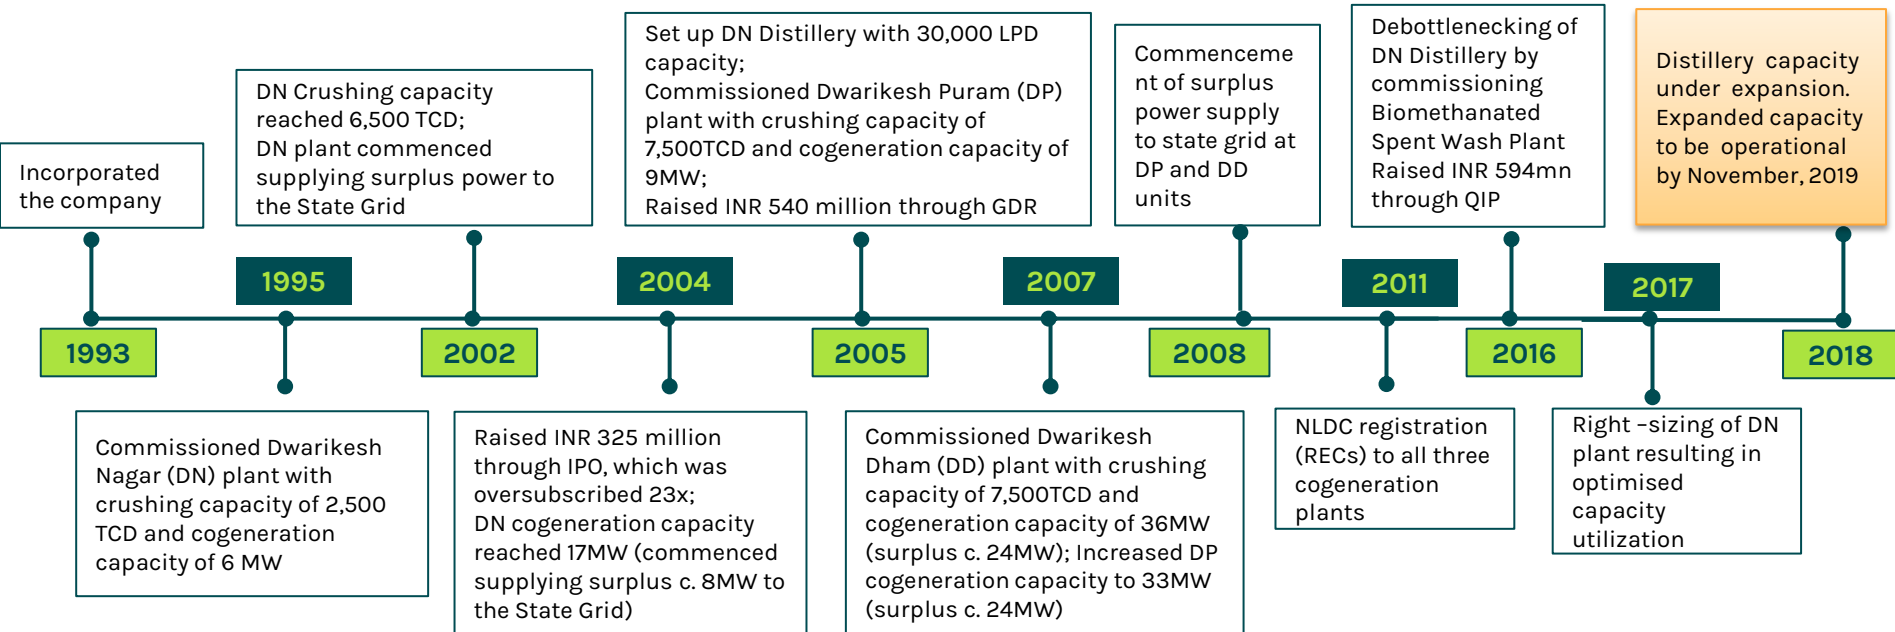 Incorporated
the company
1993
1995
Commissioned Dwarikesh
Nagar (DN) plant with
crushing capacity of 2,500
TCD and cogeneration
capacity of 6 MW
DN Crushing capacity
reached 6,500 TCD;
DN plant commenced
supplying surplus power to
the State Grid
2002
2004
Raised INR 325 million
through IPO, which was
oversubscribed 23x;
DN cogeneration capacity
reached 17MW (commenced
supplying surplus c. 8MW to
the State Grid)
Set up DN Distillery with 30,000 LPD
capacity;
Commissioned Dwarikesh Puram (DP)
plant with crushing capacity of
7,500TCD and cogeneration capacity of
9MW;
Raised INR 540 million through GDR
2005
2007
Commissioned Dwarikesh
Dham (DD) plant with crushing
capacity of 7,500TCD and
cogeneration capacity of 36MW
(surplus c. 24MW); Increased DP
cogeneration capacity to 33MW
(surplus c. 24MW)
Commenceme
nt of surplus
power supply
to state grid at
DP and DD
units
2008
2011
NLDC registration
(RECs) to all three
cogeneration
plants
Debottlenecking of
DN Distillery by
commissioning
Biomethanated
Spent Wash Plant
Raised INR 594mn
through QIP
2016
2017
Right –sizing of DN
plant resulting in
optimised
capacity
utilization
Distillery capacity
under expansion.
Expanded capacity
to be operational
by November, 2019
2018